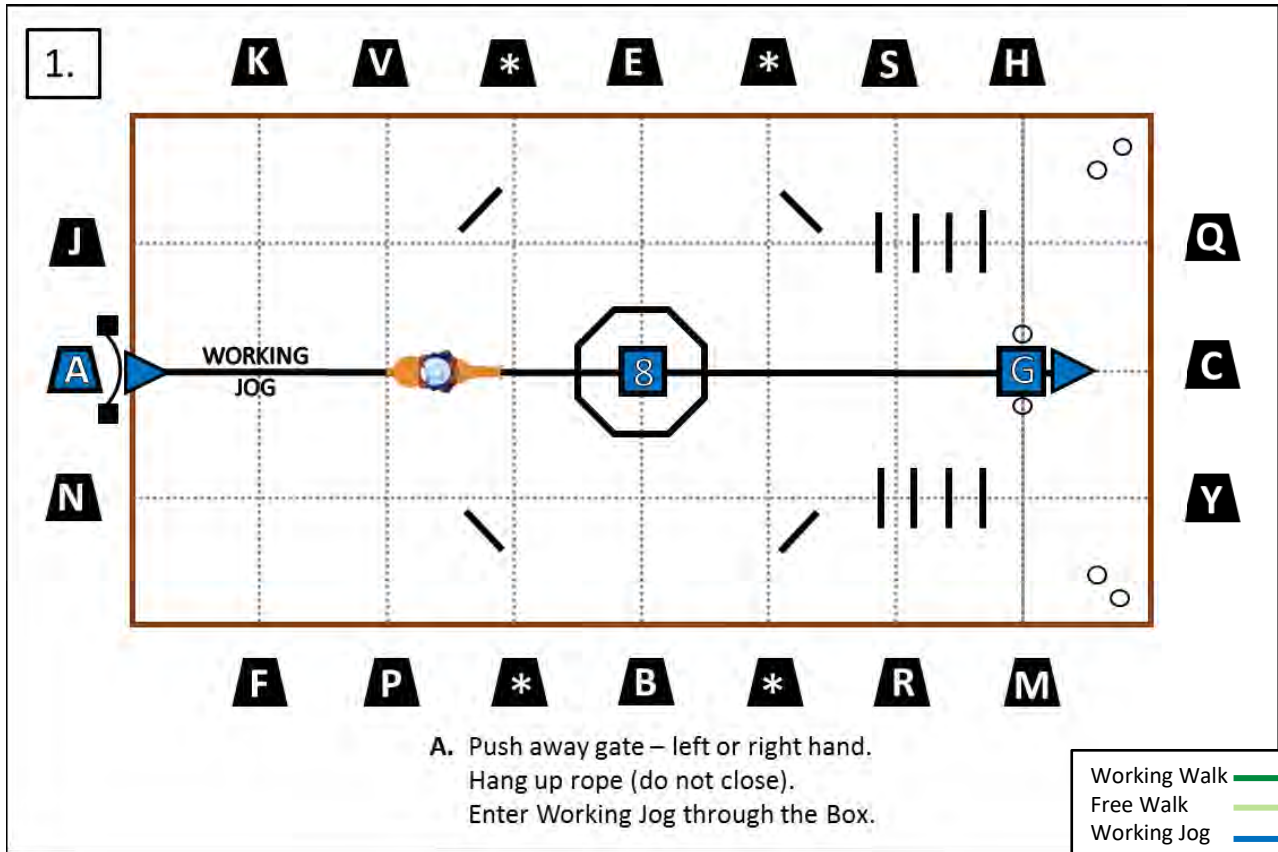 1.
K V * E * S H
J
Q
A
WORKING
JOG
8
G
C
N
Y
F P * B * R M
A. Push away gate – left or right hand.
Hang up rope (do not close).
Enter Working Jog through the Box.
Working Walk
Free Walk
Working Jog